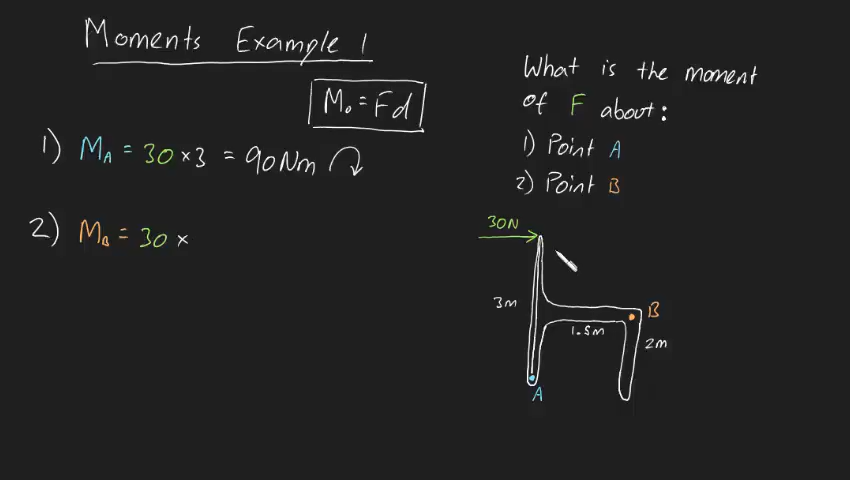 Moments Example 1
M₀ = Fd
1) M_A = 30 × 3 = 90Nm
2) M_B = 30 ×
What is the moment
of F about:
1) Point A
2) Point B
30N
3m
B
1.5m
2m
A